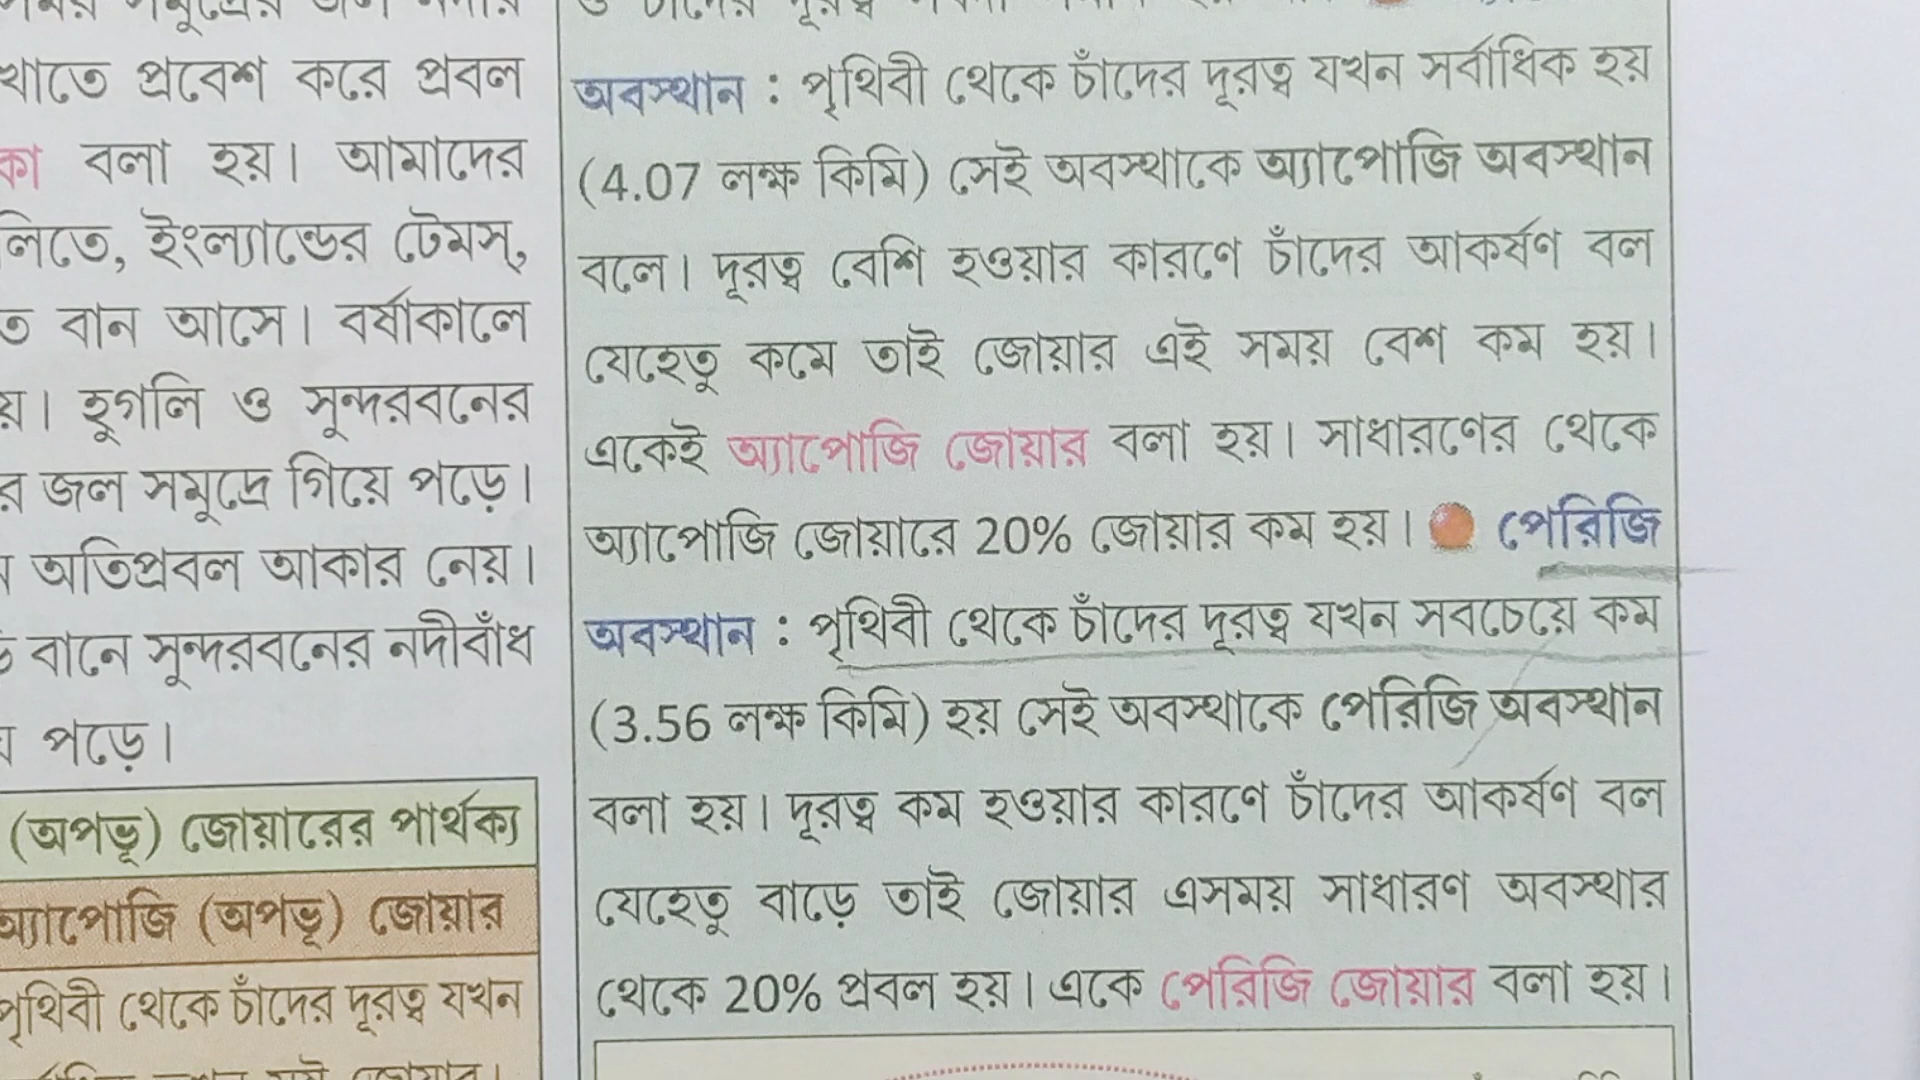 খাতে প্রবেশ করে প্রবল
কা বলা হয়। আমাদের
লিতে, ইংল্যান্ডের টেমস্,
ত বান আসে। বর্ষাকালে
য়। হুগলি ও সুন্দরবনের
র জল সমুদ্রে গিয়ে পড়ে।
অতিপ্রবল আকার নেয়।
বানে সুন্দরবনের নদীবাঁধ
পড়ে।
(অপভূ) জোয়ারের পার্থক্য
অ্যাপোজি (অপভূ) জোয়ার
পৃথিবী থেকে চাঁদের দূরত্ব যখন
অবস্থান : পৃথিবী থেকে চাঁদের দূরত্ব যখন সর্বাধিক হয়
(4.07 লক্ষ কিমি) সেই অবস্থাকে অ্যাপোজি অবস্থান
বলে। দূরত্ব বেশি হওয়ার কারণে চাঁদের আকর্ষণ বল
যেহেতু কমে তাই জোয়ার এই সময় বেশ কম হয়।
একেই অ্যাপোজি জোয়ার বলা হয়। সাধারণের থেকে
অ্যাপোজি জোয়ারে 20% জোয়ার কম হয়। পেরিজি
অবস্থান : পৃথিবী থেকে চাঁদের দূরত্ব যখন সবচেয়ে কম
(3.56 লক্ষ কিমি) হয় সেই অবস্থাকে পেরিজি অবস্থান
বলা হয়। দূরত্ব কম হওয়ার কারণে চাঁদের আকর্ষণ বল
যেহেতু বাড়ে তাই জোয়ার এসময় সাধারণ অবস্থার
থেকে 20% প্রবল হয়। একে পেরিজি জোয়ার বলা হয়।